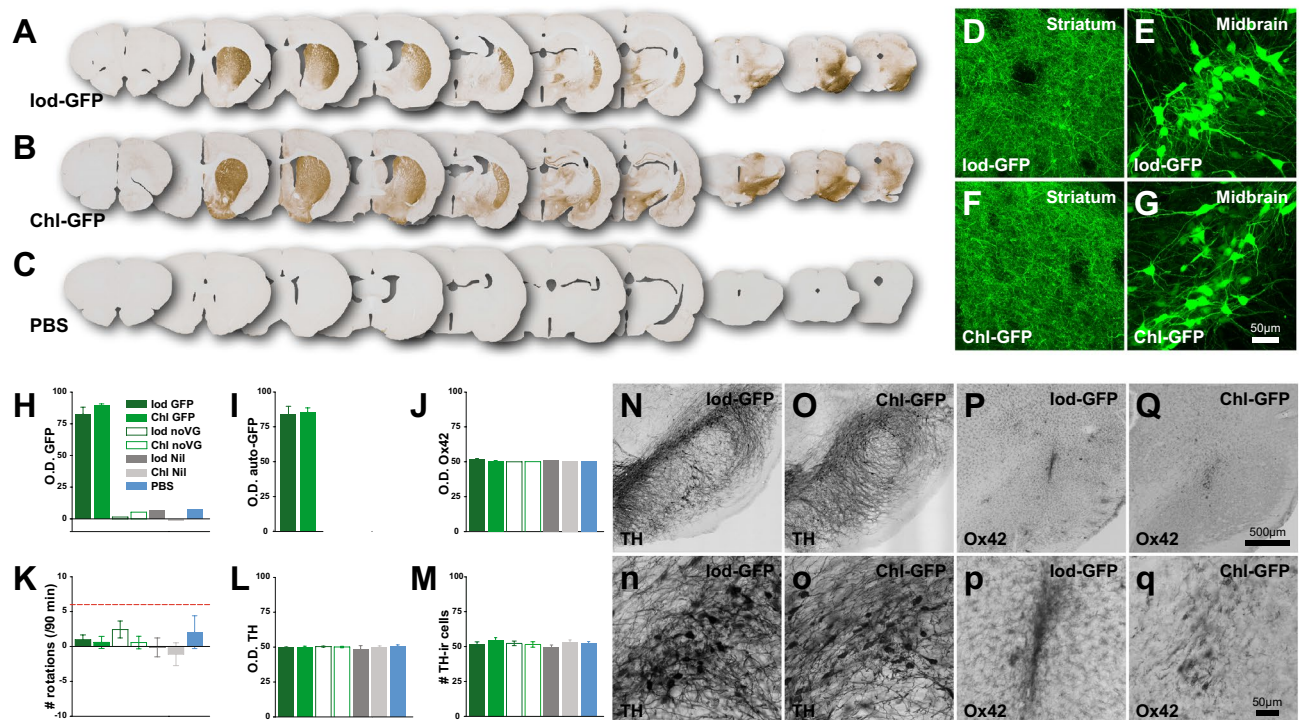 A
Iod-GFP
B
Chl-GFP
C
PBS
D
Striatum
Iod-GFP
E
Midbrain
Iod-GFP
F
Striatum
Chl-GFP
G
Midbrain
Chl-GFP
50µm
H
O.D. GFP
100
75
50
25
0
Iod GFP
Chl GFP
Iod noVG
Chl noVG
Iod Nil
Chl Nil
PBS
I
O.D. auto-GFP
100
75
50
25
0
J
O.D. Ox42
100
75
50
25
0
K
# rotations (/90 min)
10
5
0
-5
-10
L
O.D. TH
100
75
50
25
0
M
# TH-ir cells
100
75
50
25
0
N
Iod-GFP
TH
O
Chl-GFP
TH
P
Iod-GFP
Ox42
Q
Chl-GFP
Ox42
500µm
n
Iod-GFP
TH
o
Chl-GFP
TH
p
Iod-GFP
Ox42
q
Chl-GFP
Ox42
50µm